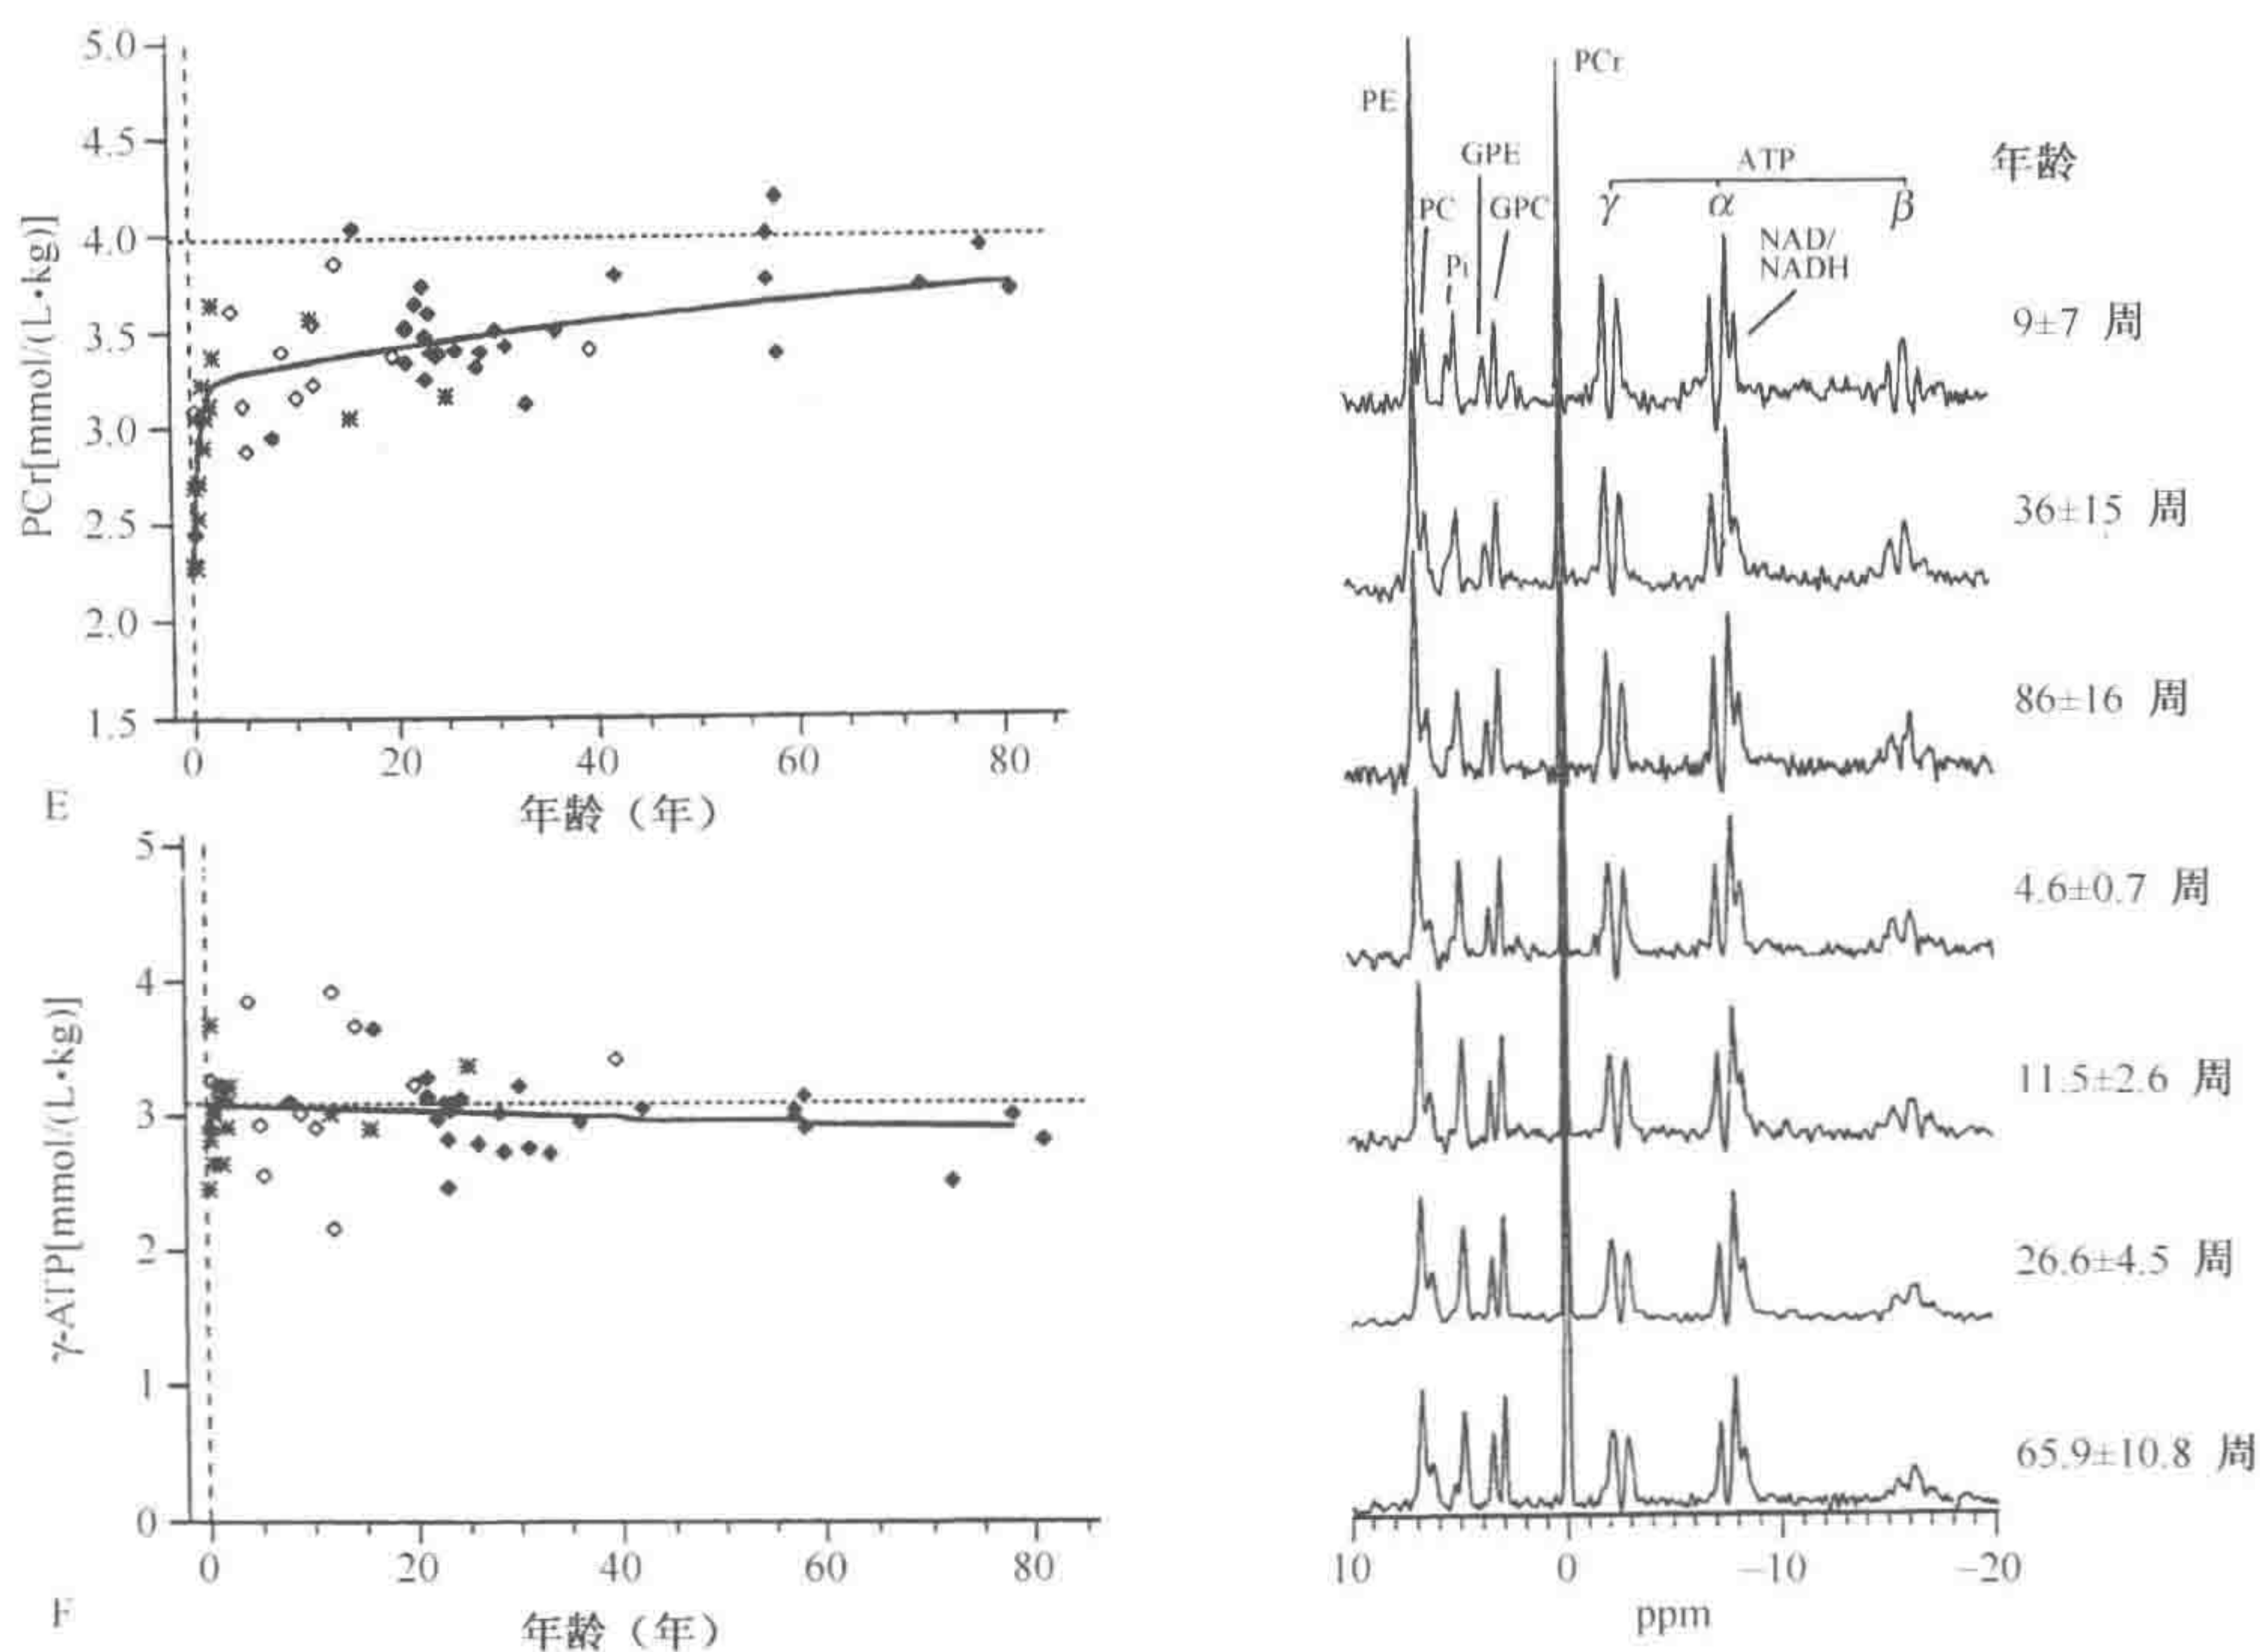 5.0
4.5
4.0
3.5
3.0
2.5
2.0
1.5
PCr[mmol/(L•kg)]
0 20 40 60 80
E
年龄（年）
5
4
3
2
1
0
γ-ATP[mmol/(L•kg)]
0 20 40 60 80
F
年龄（年）
PE
PCr
GPE
PC
GPC
Pi
ATP
γ α β
NAD/
NADH
年龄
9±7 周
36±15 周
86±16 周
4.6±0.7 周
11.5±2.6 周
26.6±4.5 周
65.9±10.8 周
10 0 −10 −20
ppm